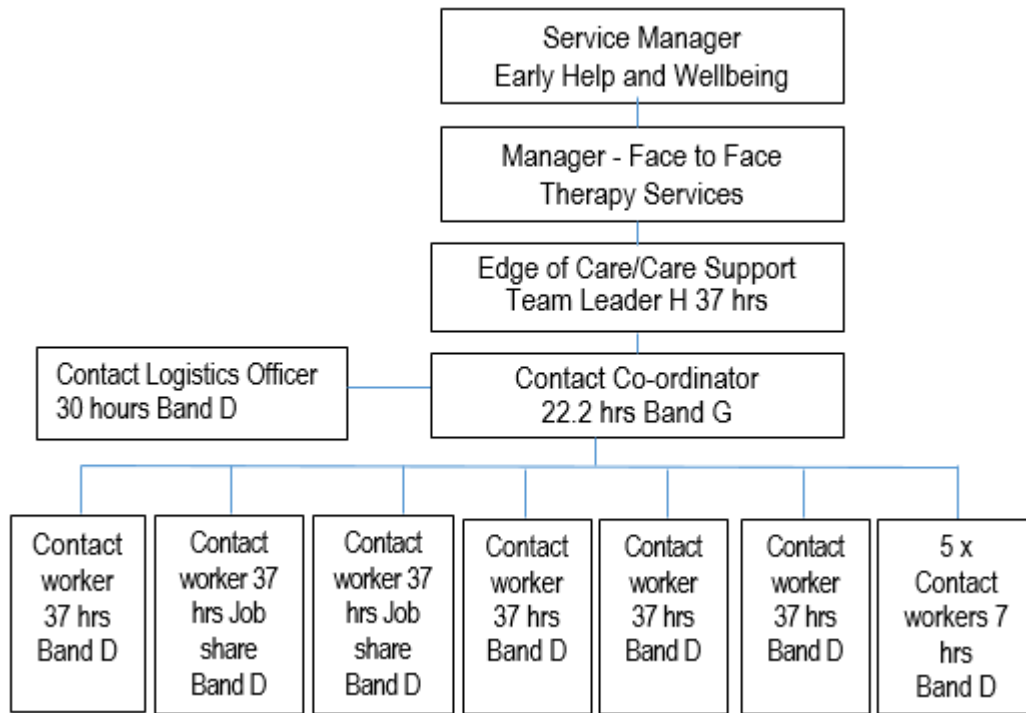 Service Manager
Early Help and Wellbeing
Manager - Face to Face
Therapy Services
Edge of Care/Care Support
Team Leader H 37 hrs
Contact Logistics Officer
30 hours Band D
Contact Co-ordinator
22.2 hrs Band G
Contact
worker
37 hrs
Band D
Contact
worker 37
hrs Job
share
Band D
Contact
worker 37
hrs Job
share
Band D
Contact
worker
37 hrs
Band D
Contact
worker
37 hrs
Band D
Contact
worker
37 hrs
Band D
5 x
Contact
workers 7
hrs
Band D